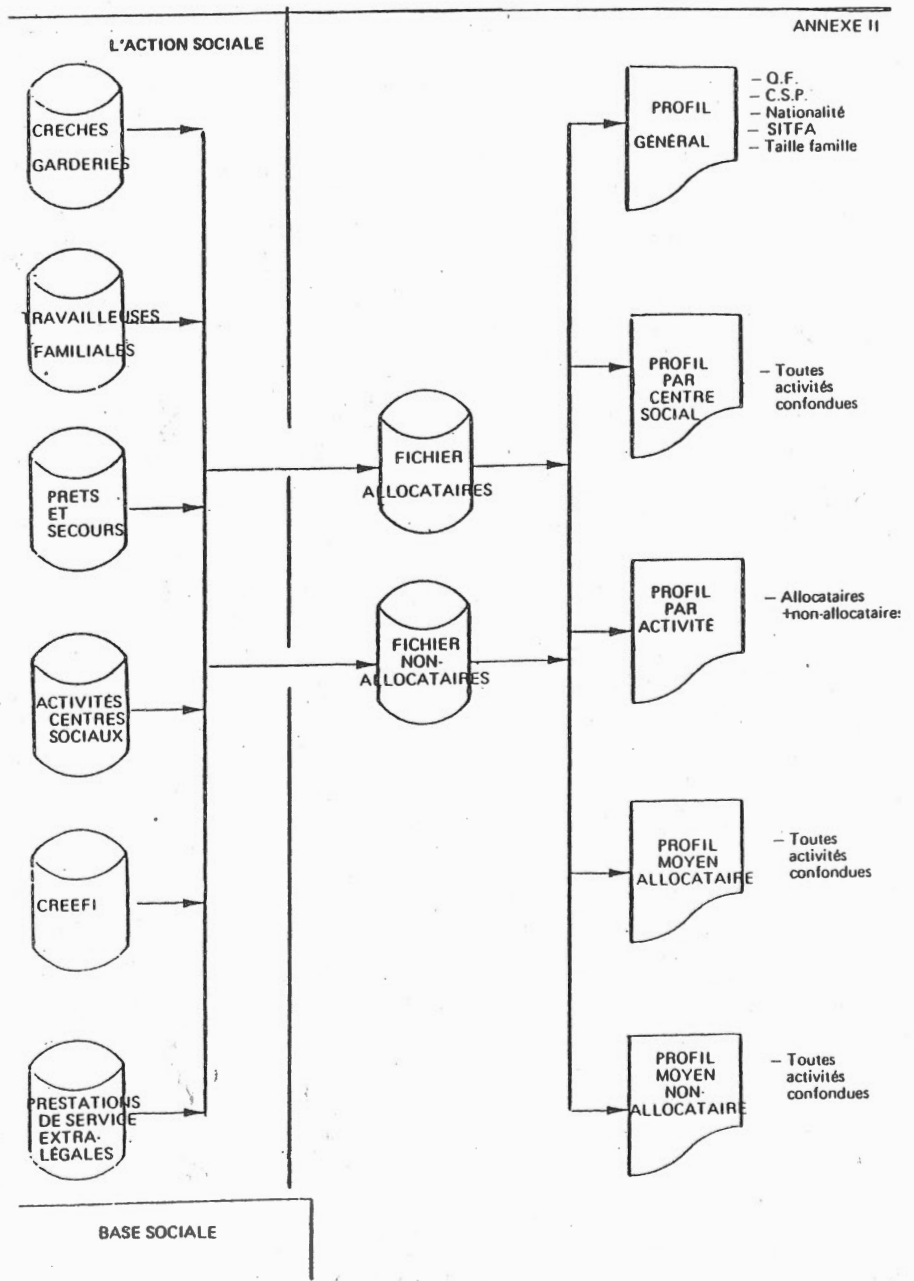 ANNEXE II
L'ACTION SOCIALE
CRECHES
GARDERIES
TRAVAILLEUSES
FAMILIALES
PRETS
ET
SECOURS
ACTIVITÉS
CENTRES
SOCIAUX
CREEFI
PRESTATIONS
DE SERVICE
EXTRA-
LÉGALES
BASE SOCIALE
FICHIER
ALLOCATAIRES
FICHIER
NON-
ALLOCATAIRES
PROFIL
GÉNÉRAL
– Q.F.
– C.S.P.
– Nationalité
– SITFA
– Taille famille
PROFIL
PAR
CENTRE
SOCIAL
– Toutes
activités
confondues
PROFIL
PAR
ACTIVITÉ
– Allocataires
+non-allocataires
PROFIL
MOYEN
ALLOCATAIRE
– Toutes
activités
confondues
PROFIL
MOYEN
NON-
ALLOCATAIRE
– Toutes
activités
confondues